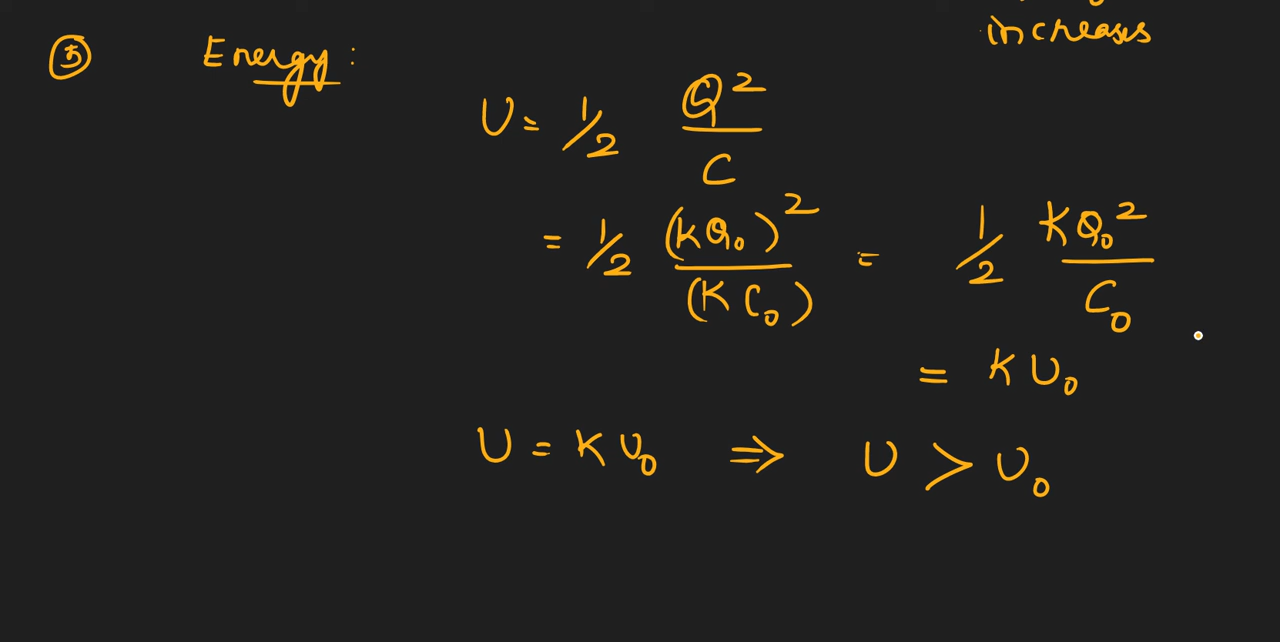 increases
⑤ Energy :
U = 1/2 Q²/C
= 1/2 (KQ₀)²/(KC₀) = 1/2 KQ₀²/C₀
= KU₀
U = KU₀ ⇒ U > U₀